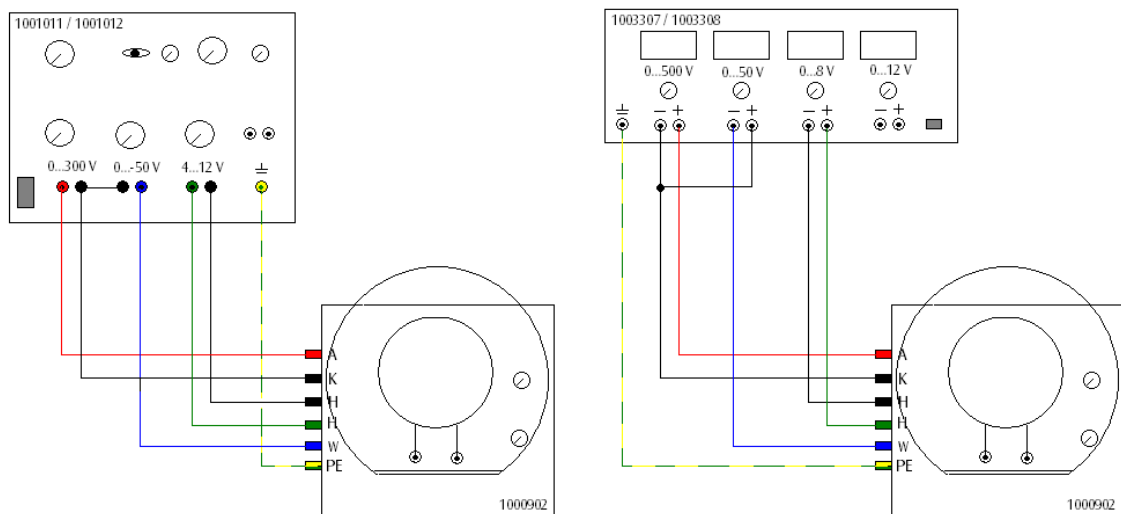 1001011 / 1001012
0...300 V 0...-50 V 4...12 V
A
K
H
H
W
PE
1000902
1003307 / 1003308
0...500 V 0...50 V 0...8 V 0...12 V
− + − + − + − +
A
K
H
H
W
PE
1000902